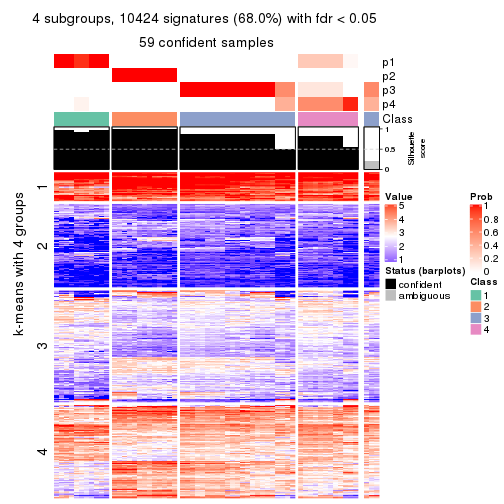 4 subgroups, 10424 signatures (68.0%) with fdr < 0.05
59 confident samples
p1
p2
p3
p4
Class
1
0.5
0
Silhouette
score
k-means with 4 groups
1
2
3
4
Value
5
4
3
2
1
Status (barplots)
confident
ambiguous
Prob
1
0.8
0.6
0.4
0.2
0
Class
1
2
3
4